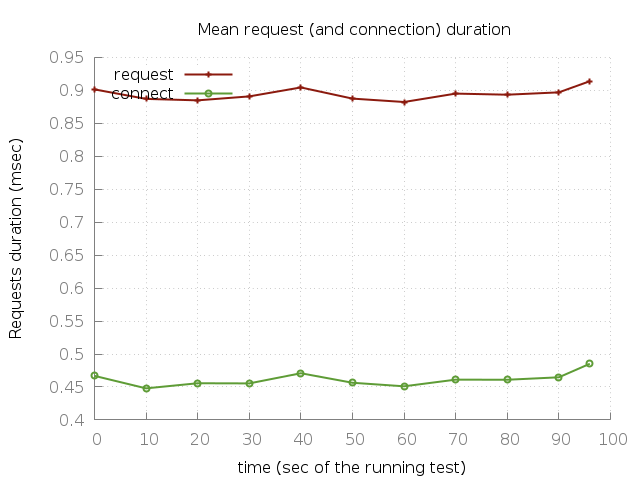 Mean request (and connection) duration
0.95
request
0.9
connect
0.85
0.8
0.75
0.7
0.65
0.6
0.55
0.5
0.45
0.4
Requests duration (msec)
0 10 20 30 40 50 60 70 80 90 100
time (sec of the running test)